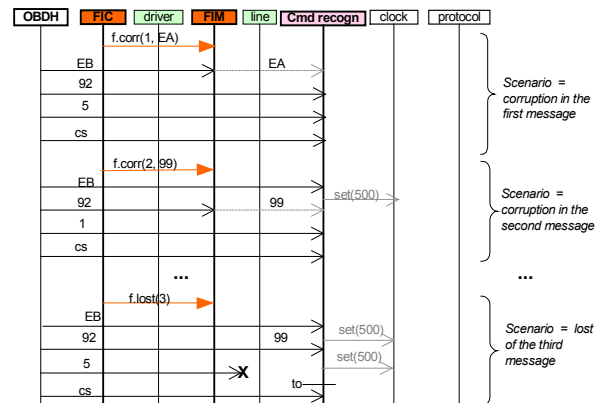 OBDH FIC driver FIM line Cmd recogn clock protocol
f.corr(1, EA)
EB EA
92
5
cs
Scenario =
corruption in the
first message
f.corr(2, 99)
EB
set(500)
92 99
1
cs
Scenario =
corruption in the
second message
... ...
f.lost(3)
EB
92 99 set(500)
set(500)
5 X
to
cs
Scenario = lost
of the third
message